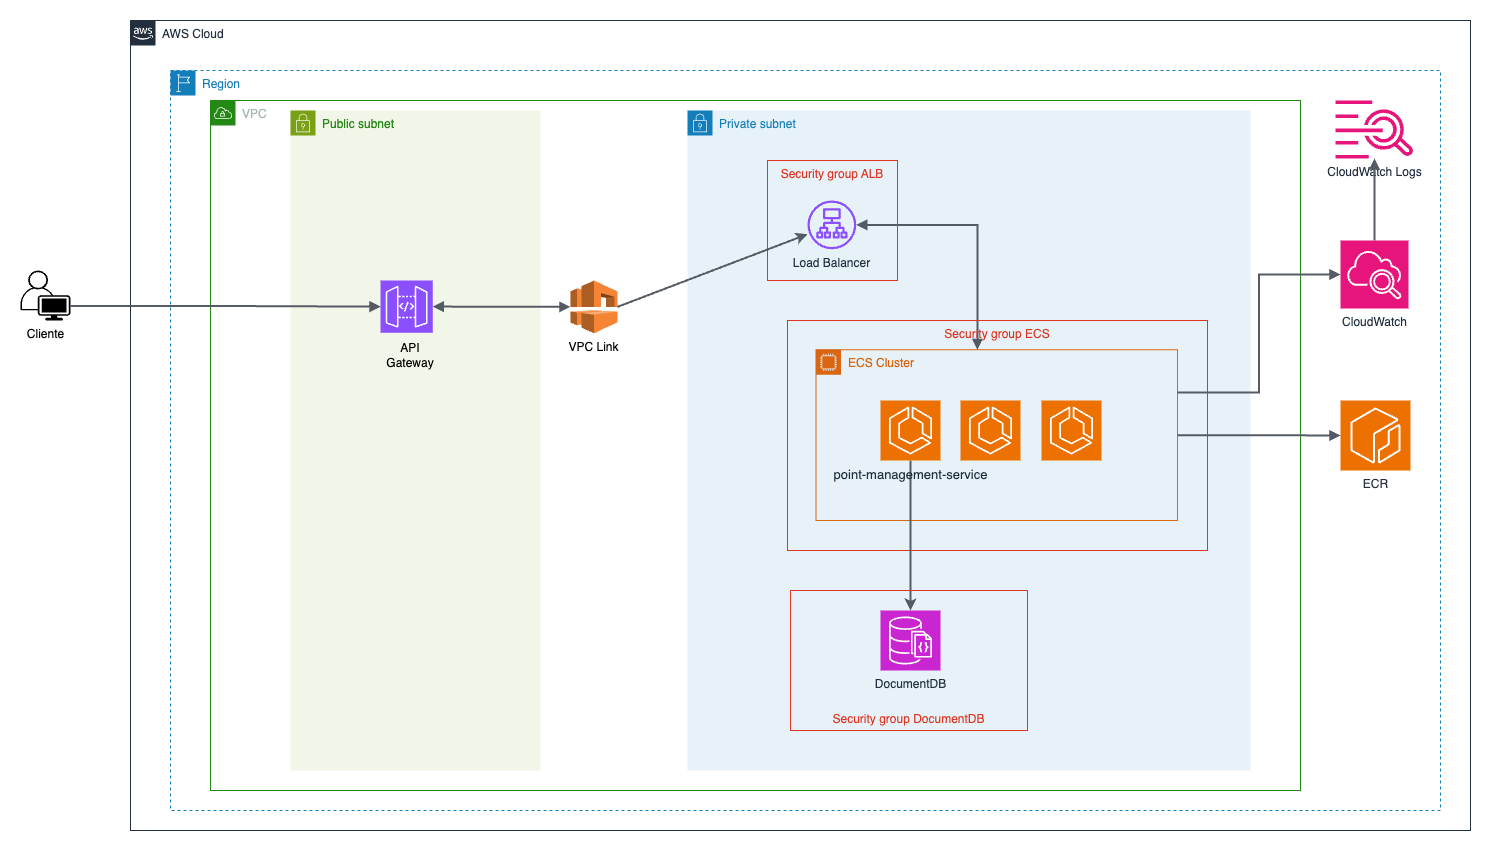 aws
AWS Cloud
Region
VPC
Public subnet
Private subnet
Security group ALB
Load Balancer
CloudWatch Logs
Cliente
API
Gateway
VPC Link
CloudWatch
Security group ECS
ECS Cluster
point-management-service
ECR
DocumentDB
Security group DocumentDB